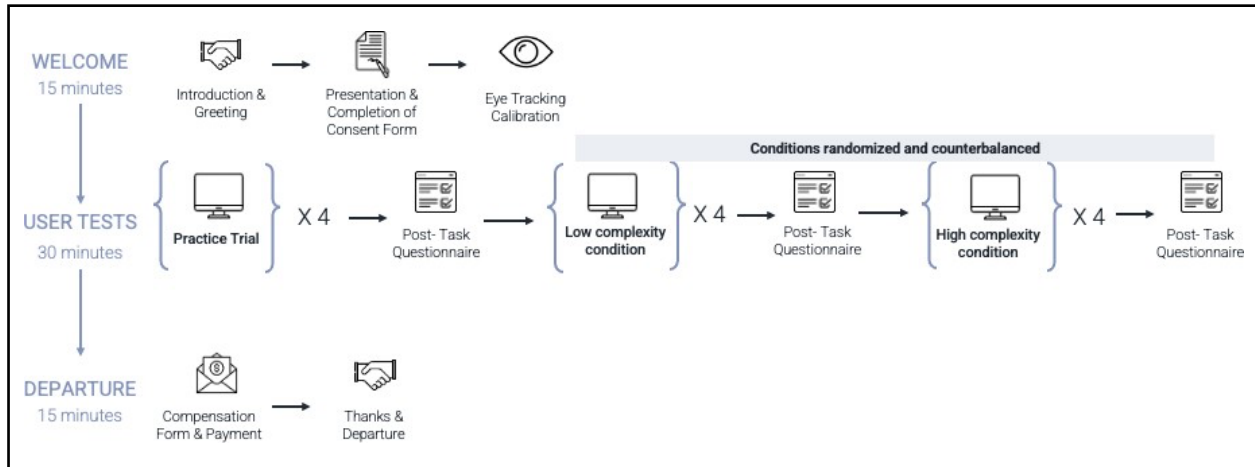 WELCOME
15 minutes
Introduction &
Greeting
Presentation &
Completion of
Consent Form
Eye Tracking
Calibration
Conditions randomized and counterbalanced
USER TESTS
30 minutes
Practice Trial
X 4
Post- Task
Questionnaire
Low complexity
condition
X 4
Post- Task
Questionnaire
High complexity
condition
X 4
Post- Task
Questionnaire
DEPARTURE
15 minutes
Compensation
Form & Payment
Thanks &
Departure